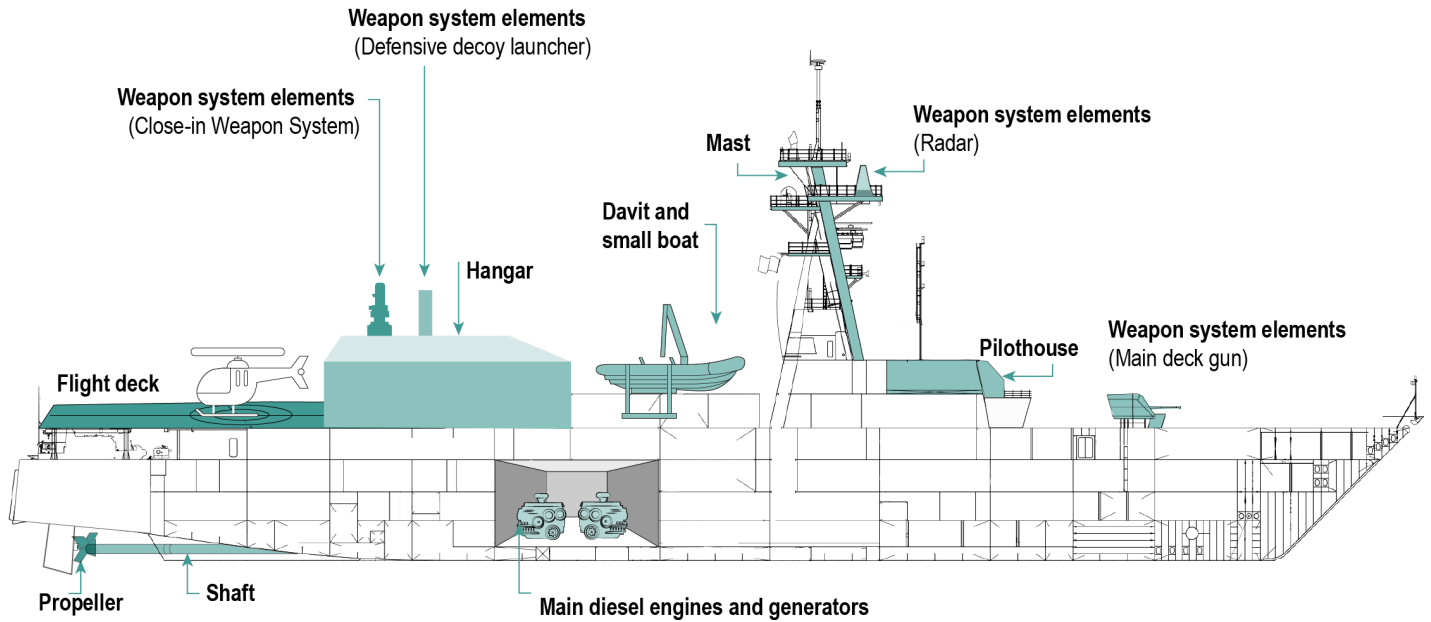 Weapon system elements
(Defensive decoy launcher)
Weapon system elements
(Close-in Weapon System)
Weapon system elements
(Radar)
Mast
Davit and
small boat
Hangar
Weapon system elements
(Main deck gun)
Pilothouse
Flight deck
Propeller
Shaft
Main diesel engines and generators